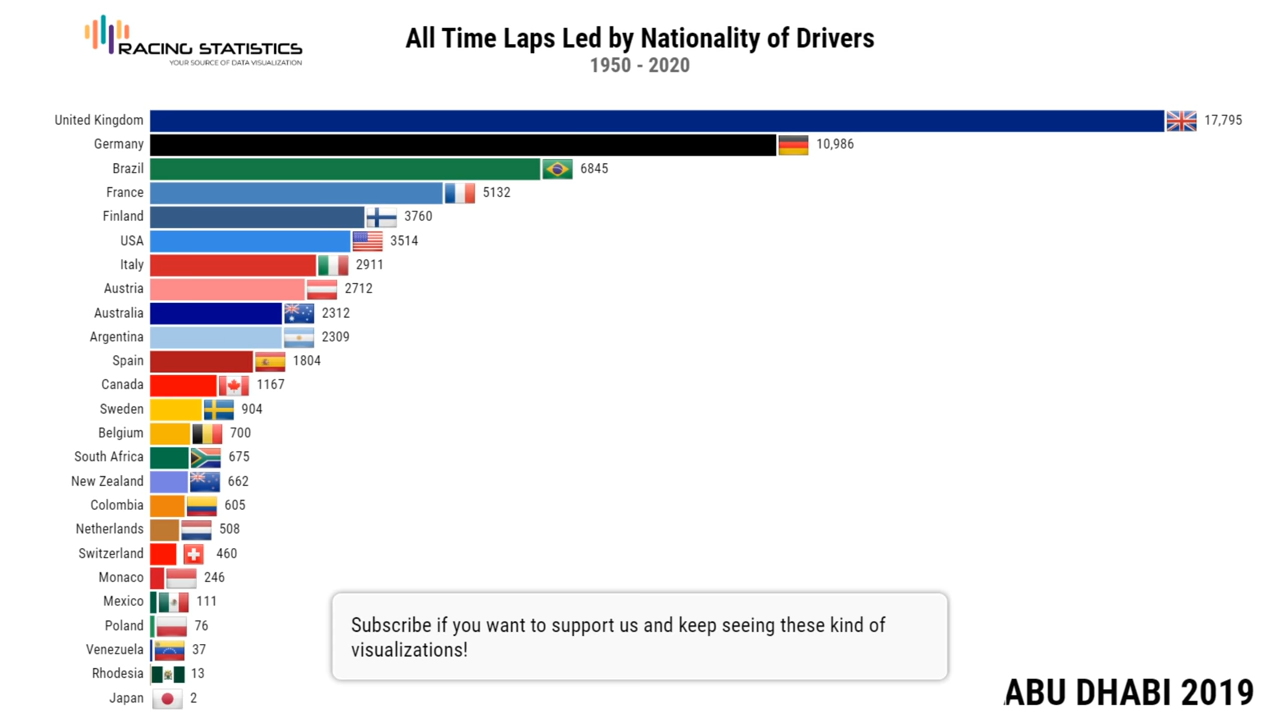 RACING STATISTICS
YOUR SOURCE OF DATA VISUALIZATION
All Time Laps Led by Nationality of Drivers
1950 - 2020
United Kingdom 17,795
Germany 10,986
Brazil 6845
France 5132
Finland 3760
USA 3514
Italy 2911
Austria 2712
Australia 2312
Argentina 2309
Spain 1804
Canada 1167
Sweden 904
Belgium 700
South Africa 675
New Zealand 662
Colombia 605
Netherlands 508
Switzerland 460
Monaco 246
Mexico 111
Poland 76
Venezuela 37
Rhodesia 13
Japan 2
Subscribe if you want to support us and keep seeing these kind of
visualizations!
ABU DHABI 2019